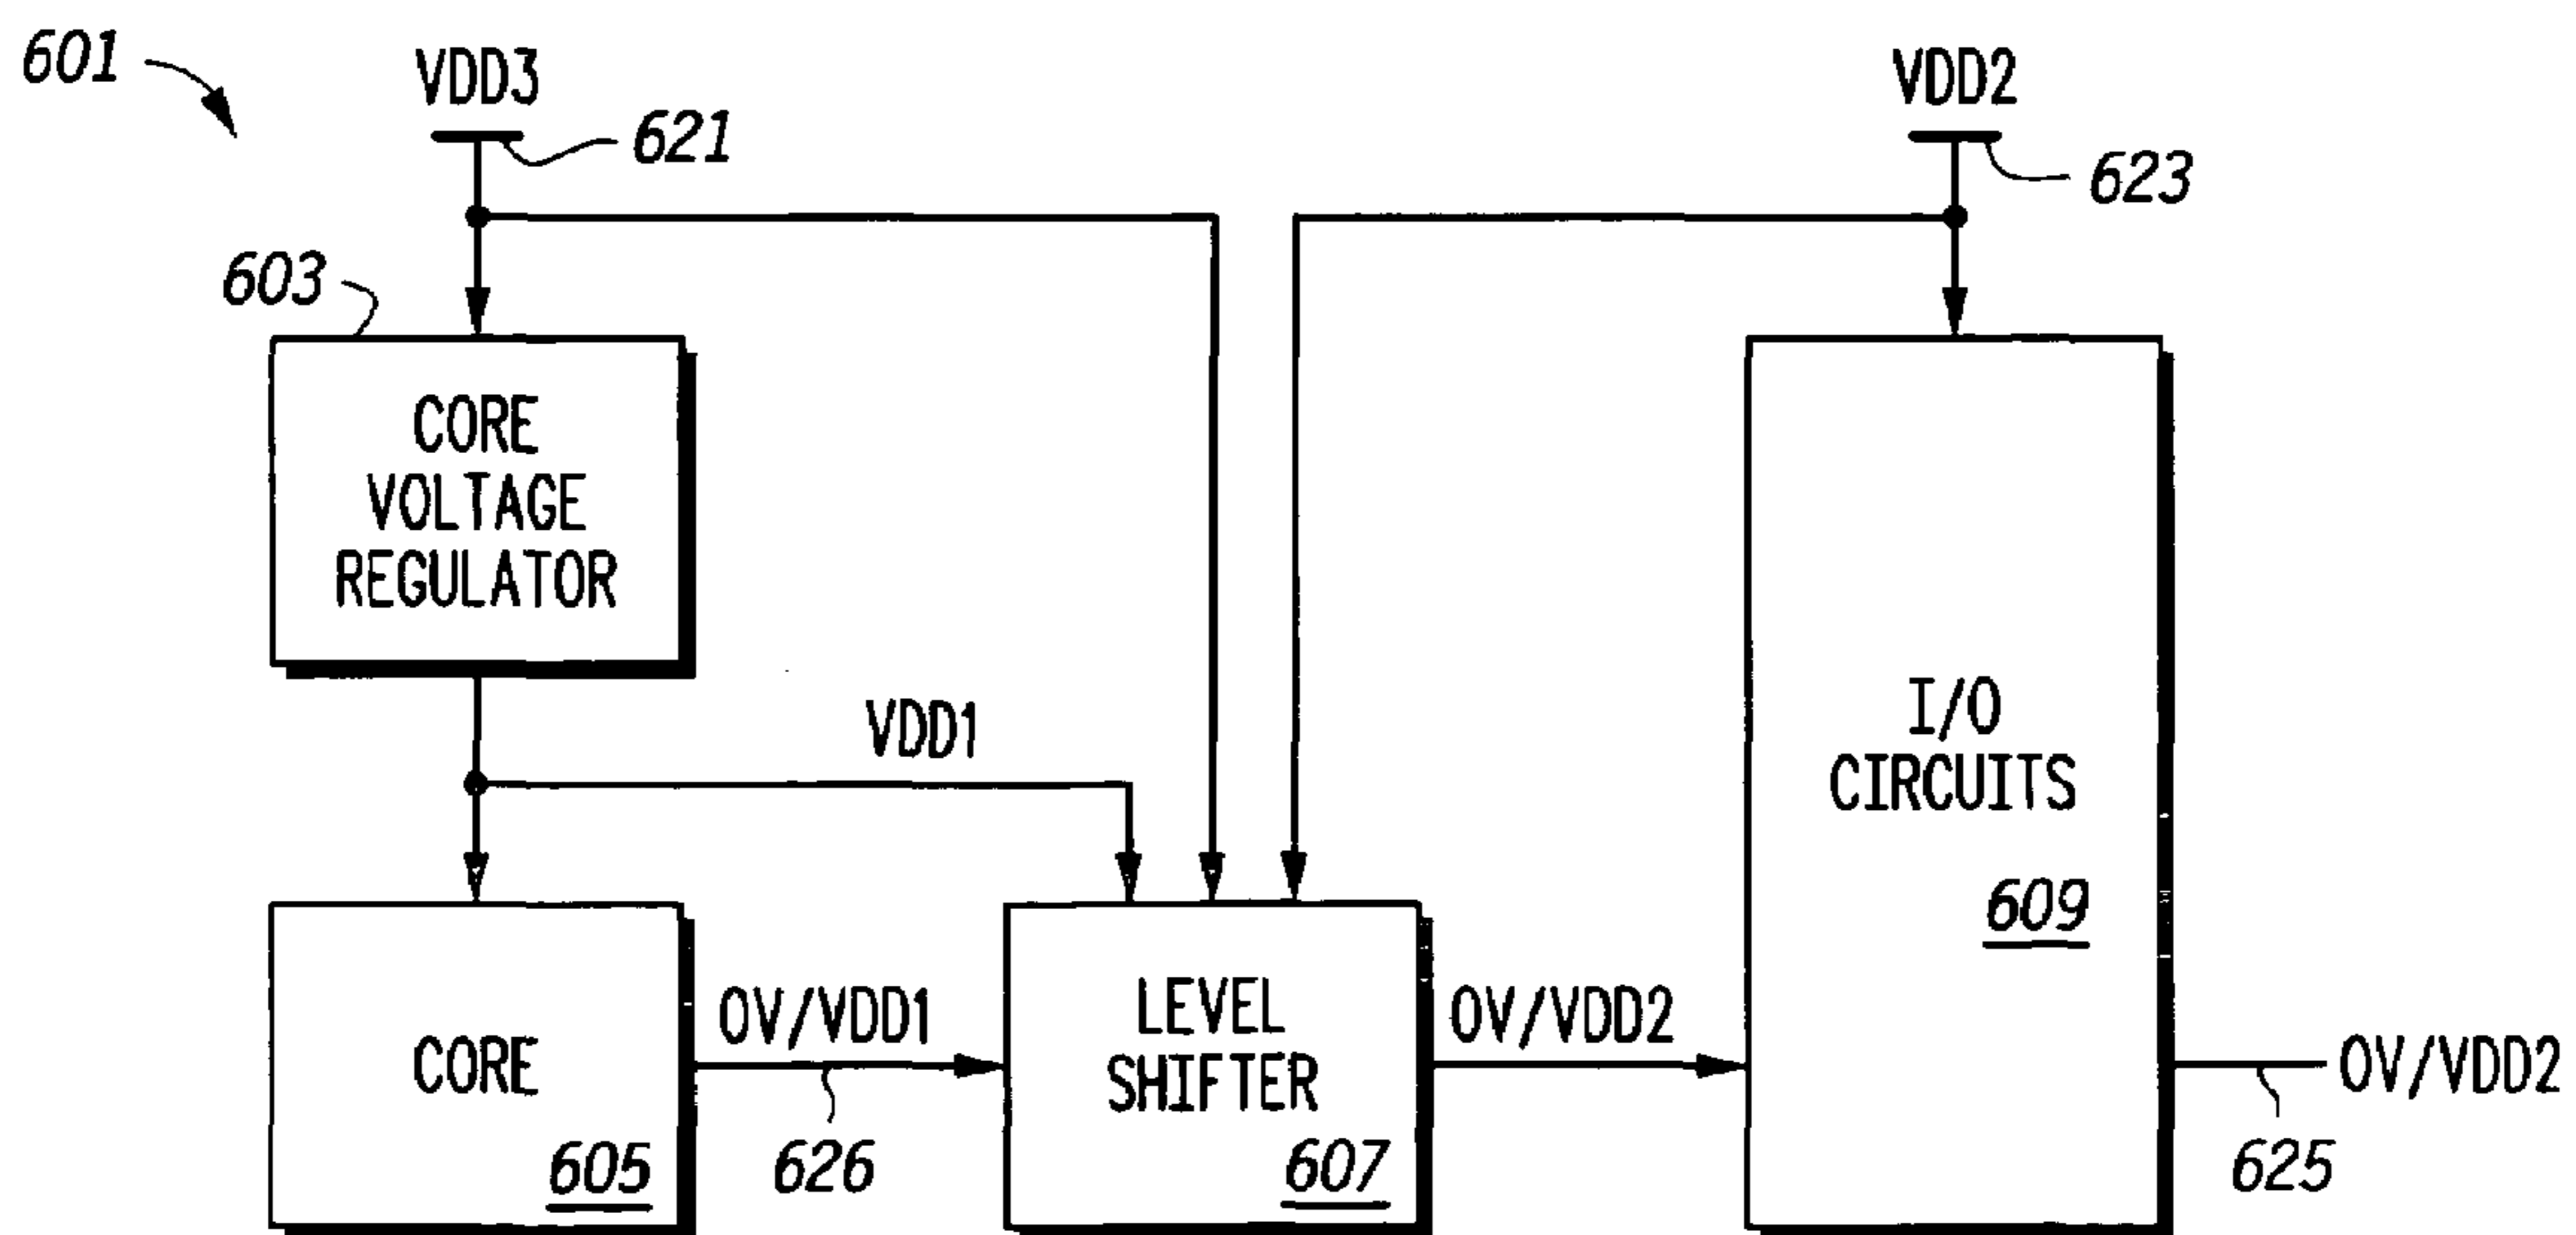 601
VDD3
621
VDD2
623
603
CORE
VOLTAGE
REGULATOR
VDD1
I/O
CIRCUITS
609
CORE
605
0V/VDD1
626
LEVEL
SHIFTER
607
0V/VDD2
0V/VDD2
625